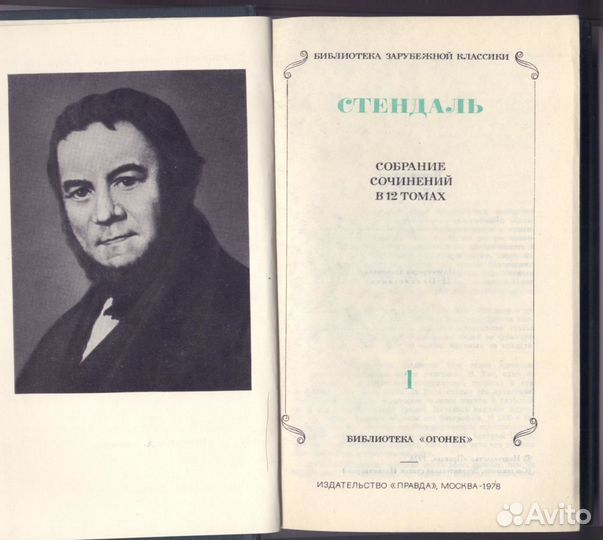 БИБЛИОТЕКА ЗАРУБЕЖНОЙ КЛАССИКИ
СТЕНДАЛЬ
СОБРАНИЕ
СОЧИНЕНИЙ
В 12 ТОМАХ
1
БИБЛИОТЕКА «ОГОНЕК»
ИЗДАТЕЛЬСТВО «ПРАВДА», МОСКВА-1978
Avito